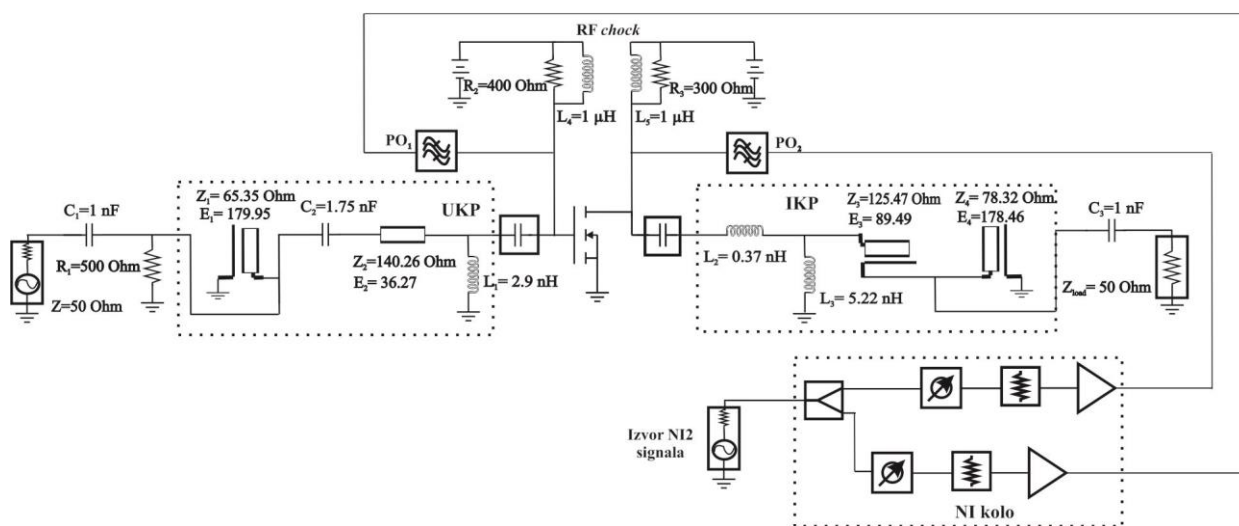 RF chock
R₂=400 Ohm
R₃=300 Ohm
L₄=1 μH
L₅=1 μH
PO₁
PO₂
Z₁= 65.35 Ohm
E₁= 179.95
C₂=1.75 nF
UKP
C₁=1 nF
R₁=500 Ohm
Z=50 Ohm
Z₂=140.26 Ohm
E₂= 36.27
L₁= 2.9 nH
IKP
Z₃=125.47 Ohm
E₃= 89.49
Z₄= 78.32 Ohm
E₄=178.46
C₃=1 nF
L₂= 0.37 nH
L₃= 5.22 nH
Zload= 50 Ohm
Izvor NI2
signala
NI kolo